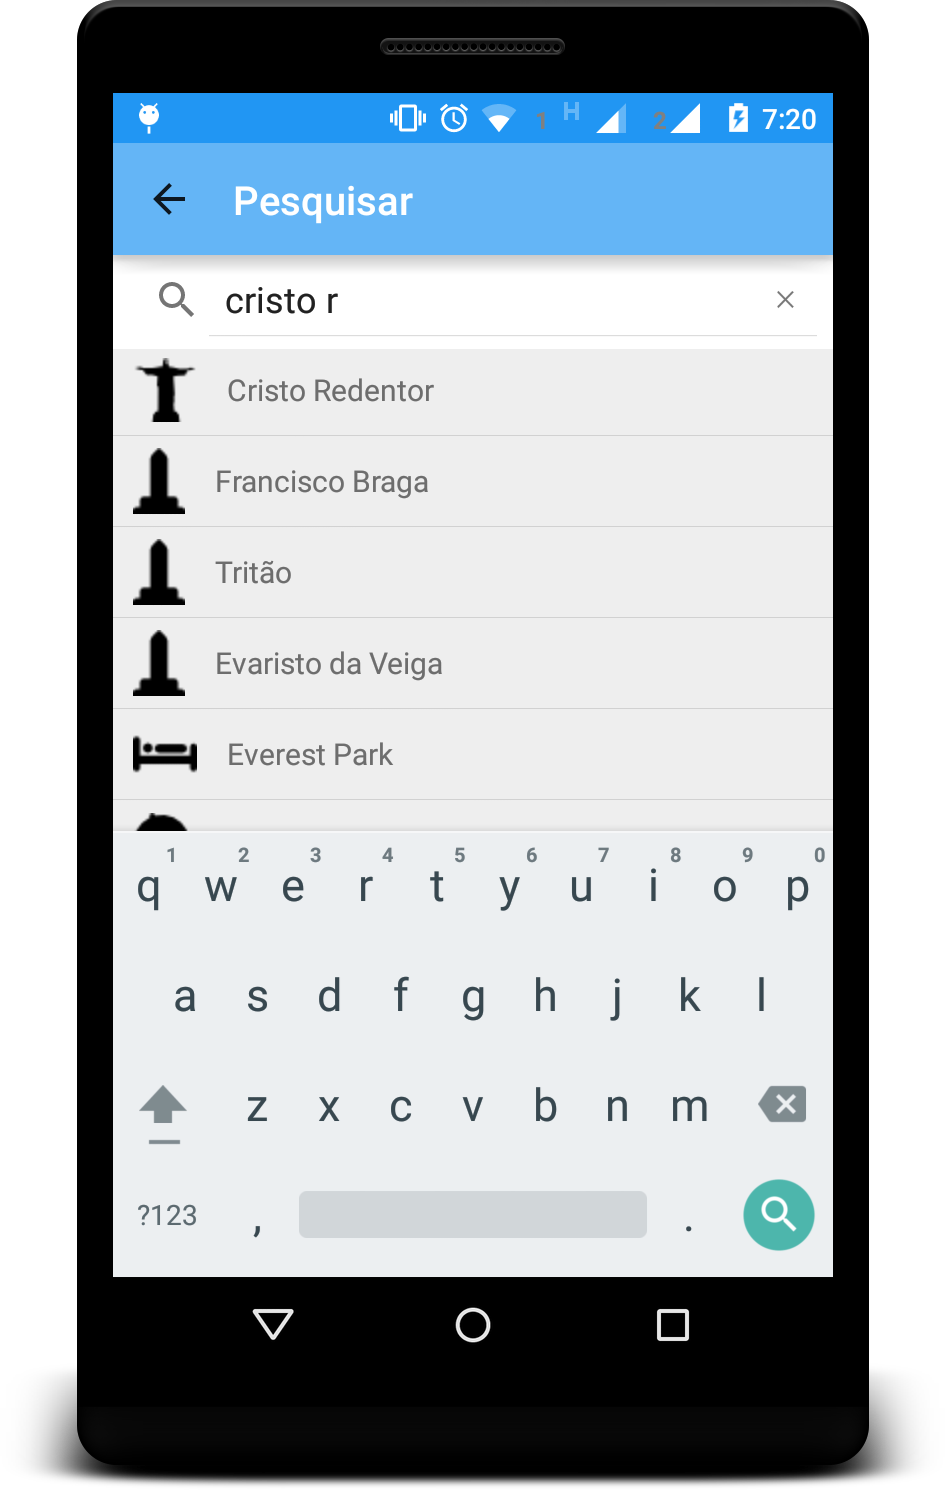 1 H 2 7:20
Pesquisar
cristo r
Cristo Redentor
Francisco Braga
Tritão
Evaristo da Veiga
Everest Park
1 2 3 4 5 6 7 8 9 0
q w e r t y u i o p
a s d f g h j k l
z x c v b n m
?123 , .